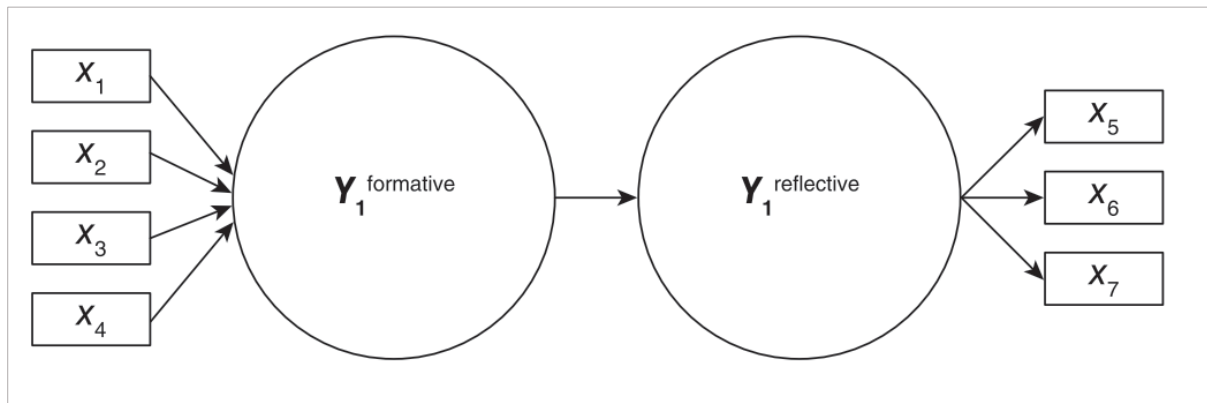 x₁
x₂
x₃
x₄
Y₁ formative
Y₁ reflective
x₅
x₆
x₇